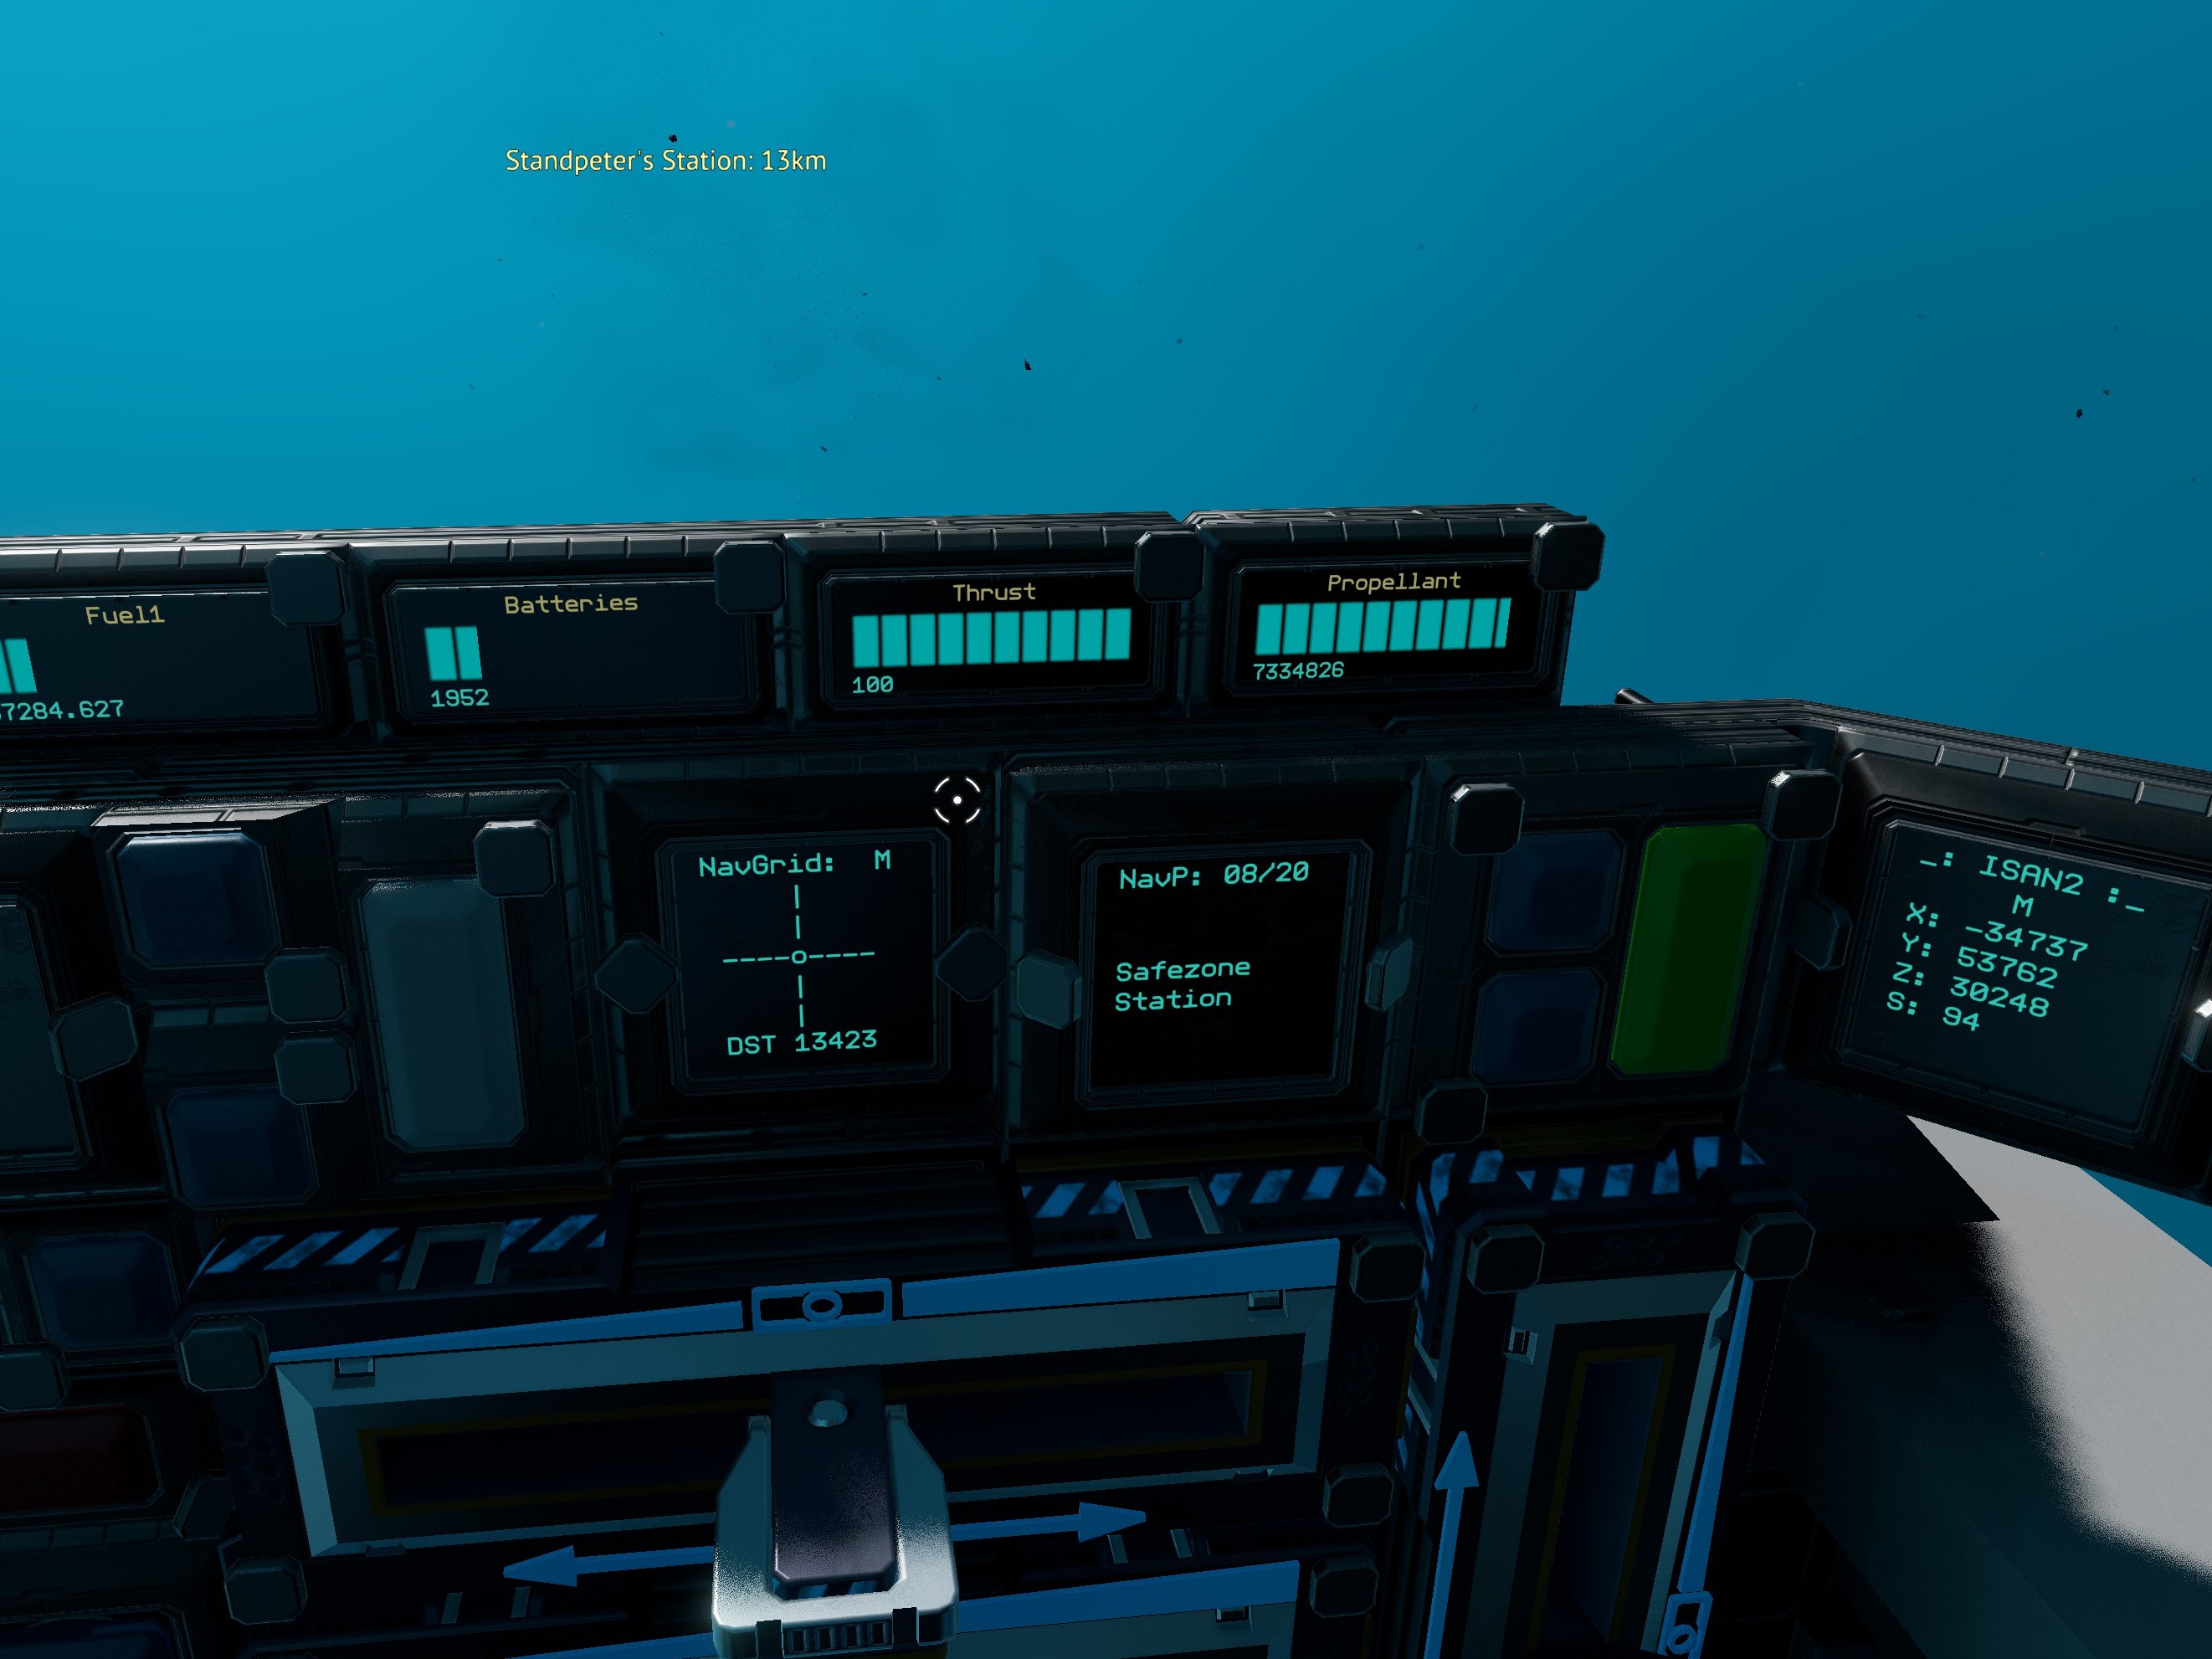 Standpeter's Station: 13km
Fuel1
7284.627
Batteries
1952
Thrust
100
Propellant
7334826
NavGrid: M
DST 13423
NavP: 08/20
Safezone
Station
_: ISAN2 :_
M
X: -34737
Y: 53762
Z: 30248
S: 94